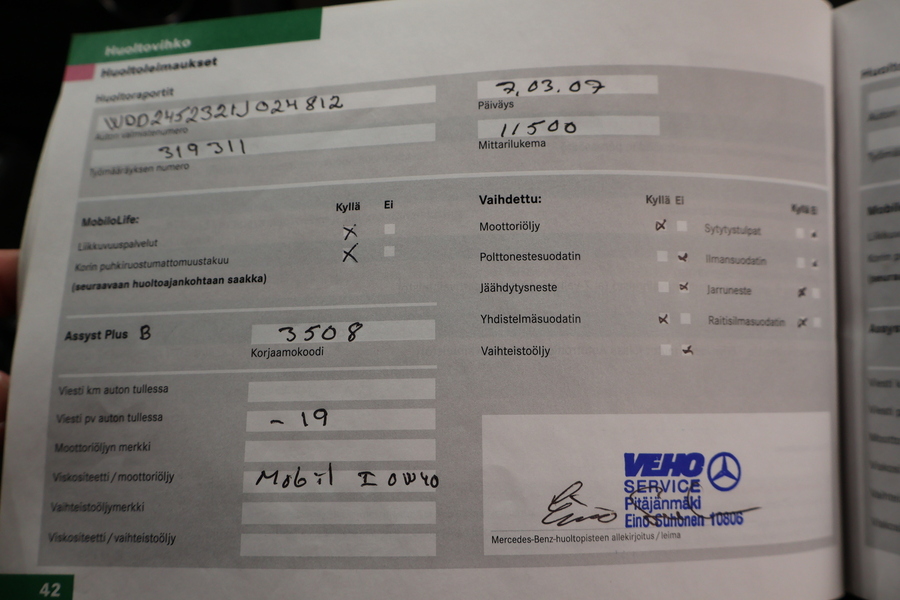 Huoltovihko
Huoltoleimaukset
Huoltoraportit
WDD2452321J024812
Auton valmistenumero
319311
Työmääräyksen numero
7.03.07
Päiväys
11500
Mittarilukema
MobiloLife: Kyllä Ei
Liikkuvuuspalvelut x
Korin puhkiruostumattomuustakuu x
(seuraavaan huoltoajankohtaan saakka)
Assyst Plus B 3508
Korjaamokoodi
Viesti km auton tullessa
Viesti pv auton tullessa - 19
Moottoriöljyn merkki
Viskositeetti / moottoriöljy Mobil I 0W40
Vaihteistoöljymerkki
Viskositeetti / vaihteistoöljy
Vaihdettu: Kyllä Ei Kyllä Ei
Moottoriöljy x Sytytystulpat
Polttonestesuodatin Ilmansuodatin
Jäähdytysneste x Jarruneste x
Yhdistelmäsuodatin x Raitisilmasuodatin x
Vaihteistoöljy x
VEHO
SERVICE
Pitäjänmäki
Eino Suhonen 10806
Eino
Mercedes-Benz-huoltopisteen allekirjoitus / leima
42